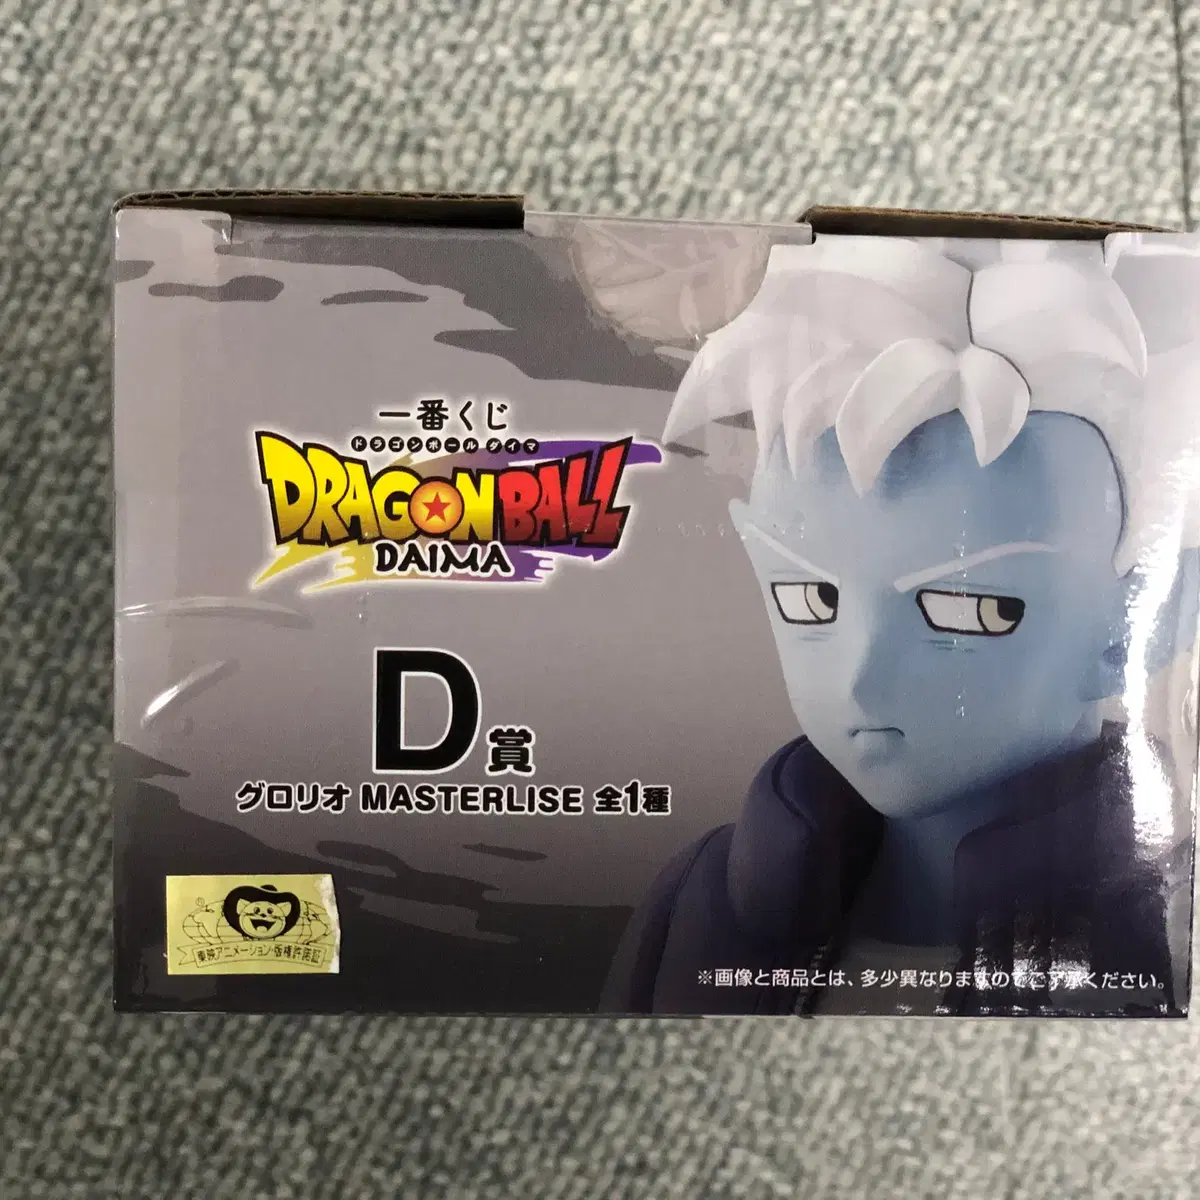 一番くじ
ドラゴンボール ダイマ
DRAGON BALL
DAIMA
D賞
グロリオ MASTERLISE 全1種
東映アニメーション・版権許諾証
※画像と商品とは、多少異なりますのでご了承ください。